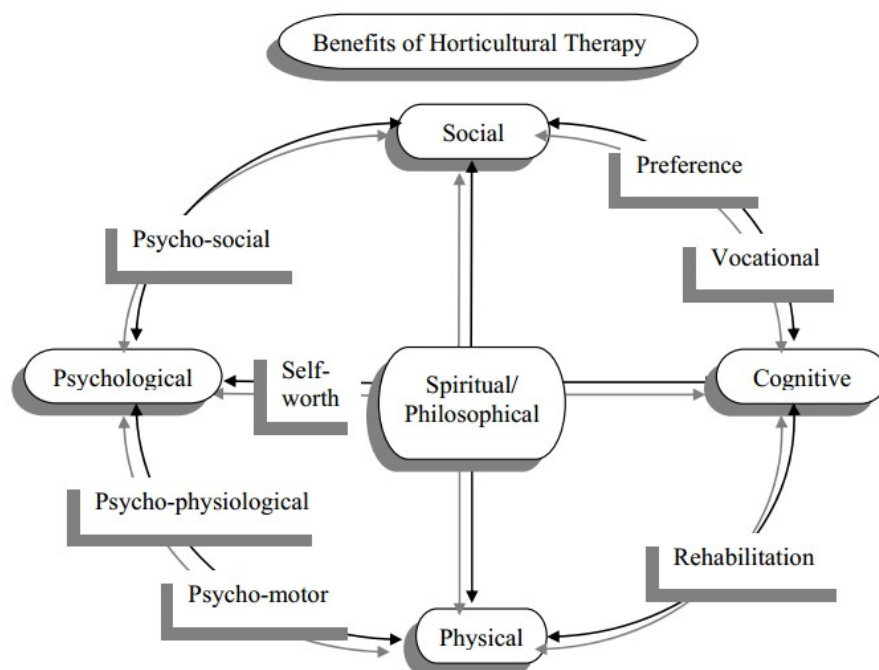 Benefits of Horticultural Therapy
Social
Preference
Psycho-social
Vocational
Psychological
Self-
worth
Spiritual/
Philosophical
Cognitive
Psycho-physiological
Rehabilitation
Psycho-motor
Physical